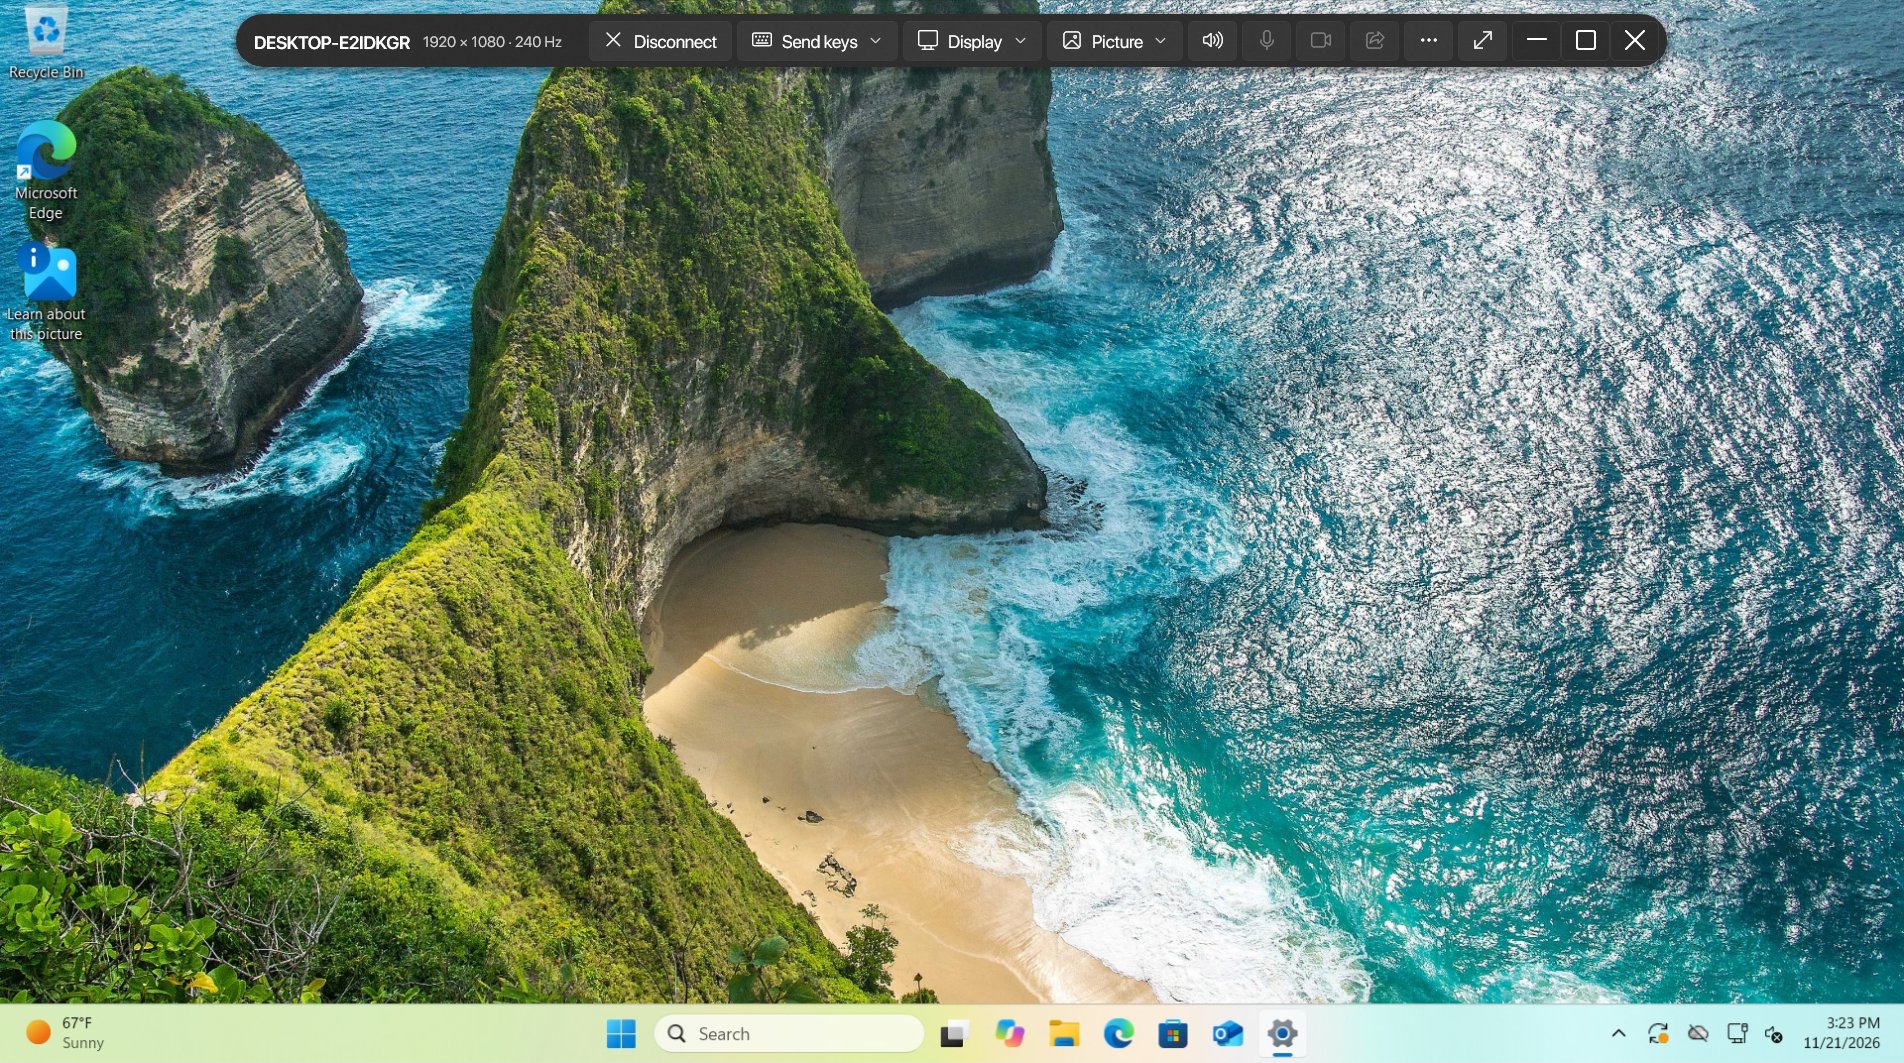 DESKTOP-E2IDKGR 1920 × 1080 · 240 Hz Disconnect Send keys Display Picture
Recycle Bin
Microsoft
Edge
Learn about
this picture
67°F
Sunny
Search
3:23 PM
11/21/2026